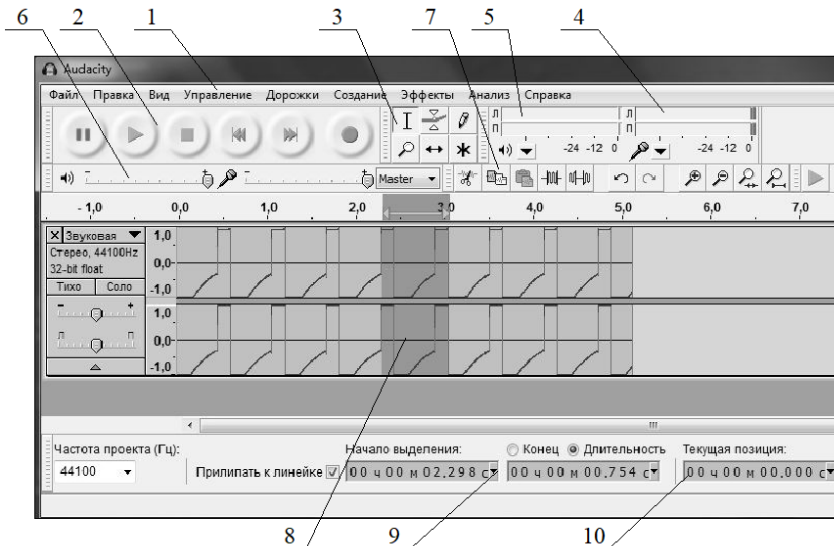 6 2 1 3 7 5 4
Audacity
Файл Правка Вид Управление Дорожки Создание Эффекты Анализ Справка
Л Л
П П
-24 -12 0 -24 -12 0
Master
- 1,0 0,0 1,0 2,0 3,0 4,0 5,0 6,0 7,0
X Звуковая 1,0
Стерео, 44100Hz 0,0
32-bit float
Тихо Соло -1,0
- + 1,0
Л П 0,0
-1,0
Частота проекта (Гц): Начало выделения: Конец Длительность Текущая позиция:
44100 Прилипать к линейке 00 ч 00 м 02.298 с 00 ч 00 м 00.754 с 00 ч 00 м 00.000 с
8 9 10